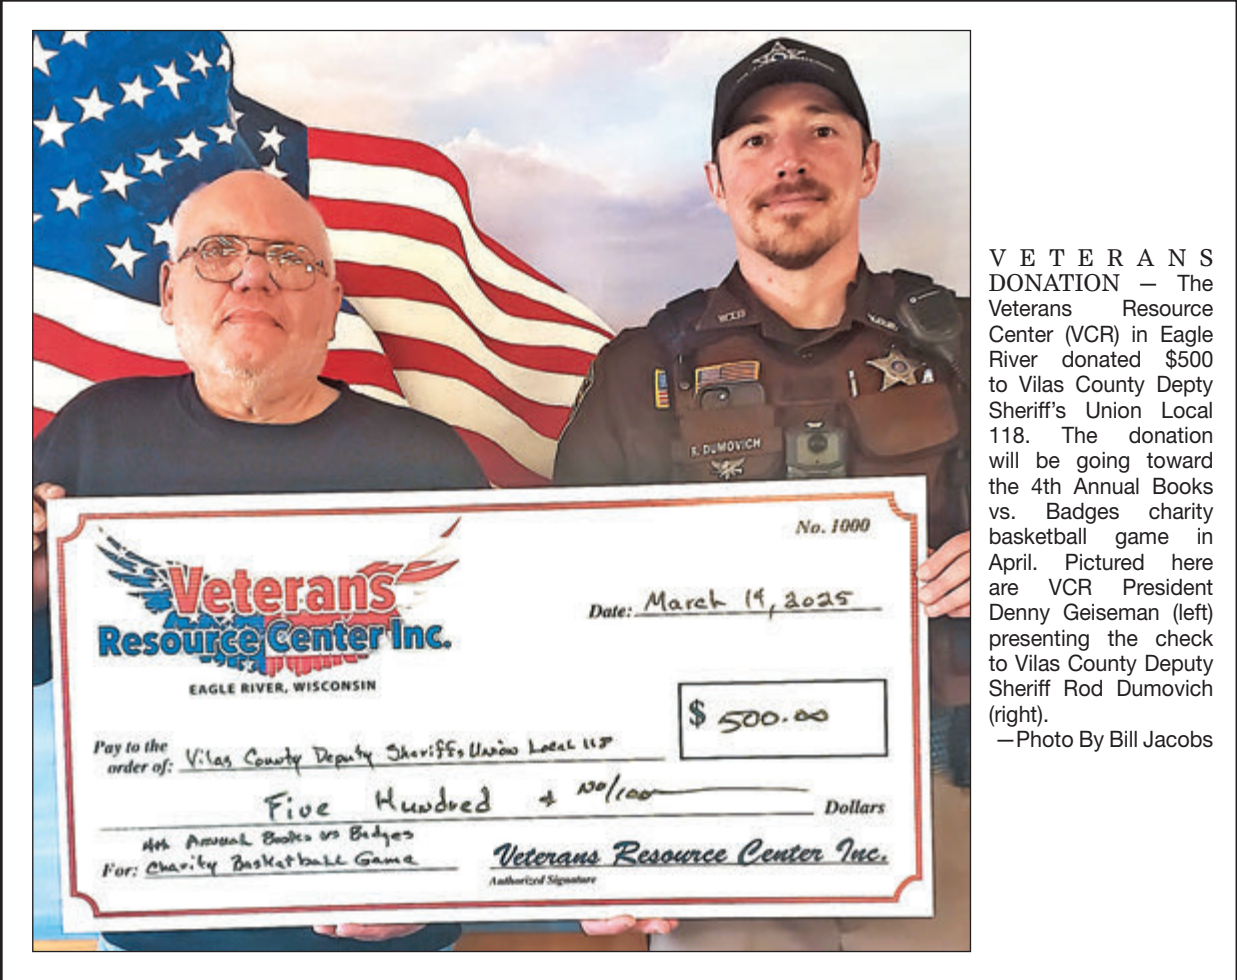 R. DUMOVICH
No. 1000
Veterans
Resource Center Inc.
EAGLE RIVER, WISCONSIN
Date: March 14, 2025
$ 500.00
Pay to the
order of: Vilas County Deputy Sheriffs Union Local 118
Five Hundred & No/100 Dollars
4th Annual Books vs Badges
For: Charity Basketball Game
Veterans Resource Center Inc.
Authorized Signature
VETERANS
DONATION — The
Veterans Resource
Center (VCR) in Eagle
River donated $500
to Vilas County Depty
Sheriff's Union Local
118. The donation
will be going toward
the 4th Annual Books
vs. Badges charity
basketball game in
April. Pictured here
are VCR President
Denny Geiseman (left)
presenting the check
to Vilas County Deputy
Sheriff Rod Dumovich
(right).
—Photo By Bill Jacobs